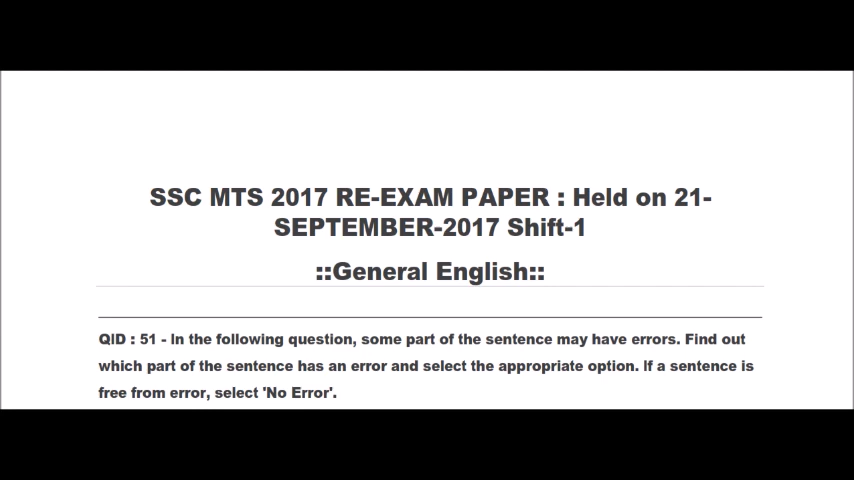 SSC MTS 2017 RE-EXAM PAPER : Held on 21-
SEPTEMBER-2017 Shift-1
::General English::
QID : 51 - In the following question, some part of the sentence may have errors. Find out
which part of the sentence has an error and select the appropriate option. If a sentence is
free from error, select 'No Error'.